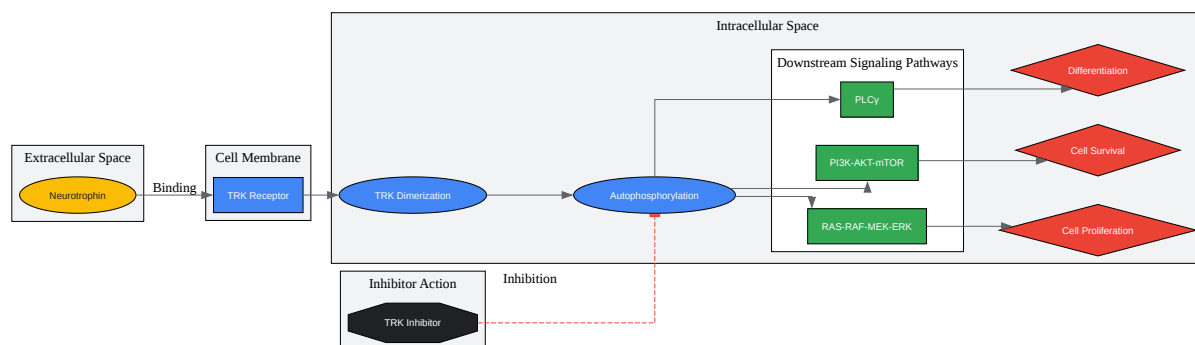 Intracellular Space
Downstream Signaling Pathways
Differentiation
PLCγ
Extracellular Space
Cell Membrane
Cell Survival
PI3K-AKT-mTOR
Neurotrophin
Binding
TRK Receptor
TRK Dimerization
Autophosphorylation
RAS-RAF-MEK-ERK
Cell Proliferation
Inhibitor Action
Inhibition
TRK Inhibitor